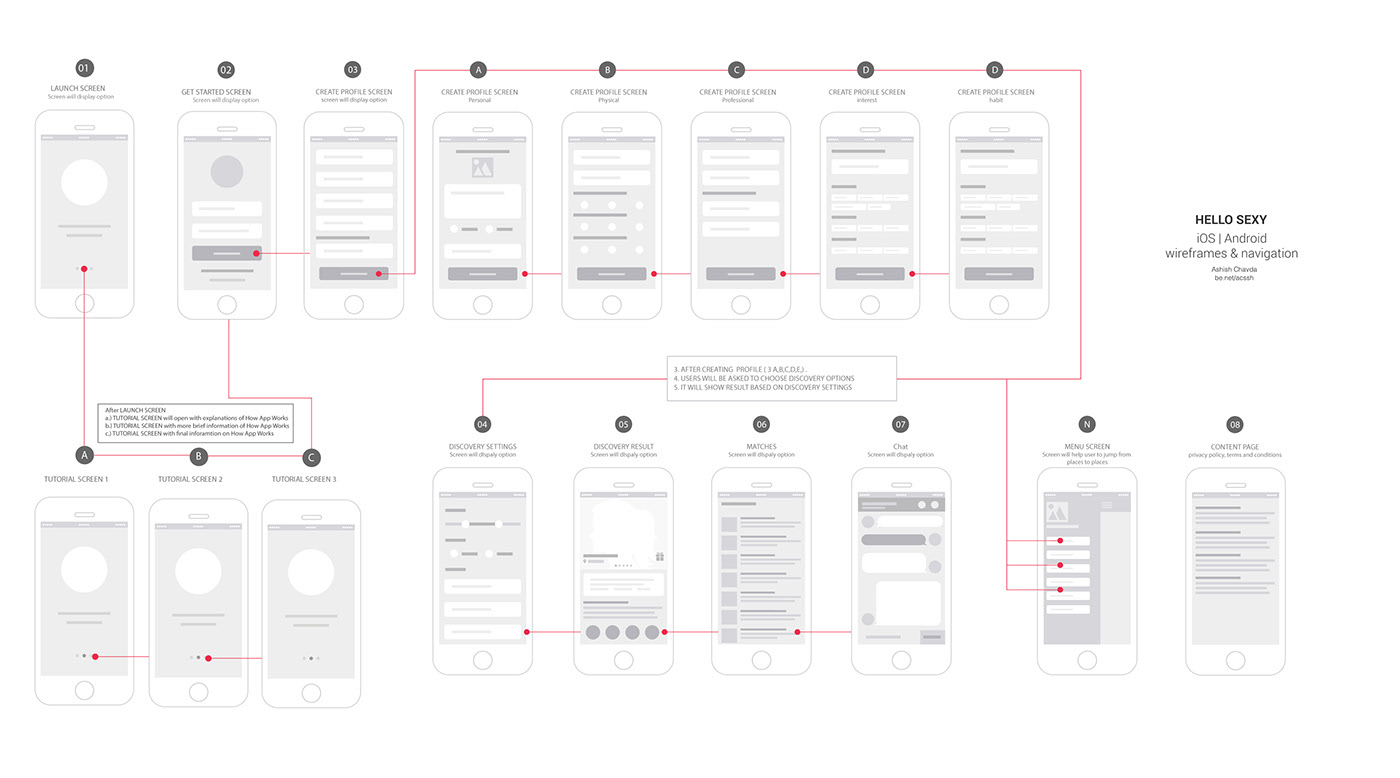 01
LAUNCH SCREEN
Screen will display option
02
GET STARTED SCREEN
Screen will display option
03
CREATE PROFILE SCREEN
screen will display option
A
CREATE PROFILE SCREEN
Personal
B
CREATE PROFILE SCREEN
Physical
C
CREATE PROFILE SCREEN
Professional
D
CREATE PROFILE SCREEN
interest
D
CREATE PROFILE SCREEN
habit
HELLO SEXY
iOS | Android
wireframes & navigation
Ashish Chavda
be.net/acssh
3. AFTER CREATING PROFILE ( 3 A,B,C,D,E,) .
4. USERS WILL BE ASKED TO CHOOSE DISCOVERY OPTIONS
5. IT WILL SHOW RESULT BASED ON DISCOVERY SETTINGS
After LAUNCH SCREEN
a.) TUTORIAL SCREEN will open with explanations of How App Works
b.) TUTORIAL SCREEN with more brief information of How App Works
c.) TUTORIAL SCREEN with final inforamtion on How App Works
A
TUTORIAL SCREEN 1
B
TUTORIAL SCREEN 2
C
TUTORIAL SCREEN 3
04
DISCOVERY SETTINGS
Screen will dispaly option
05
DISCOVERY RESULT
Screen will dispaly option
06
MATCHES
Screen will dispaly option
07
Chat
Screen will dispaly option
N
MENU SCREEN
Screen will help user to jump from
places to places
08
CONTENT PAGE
privacy policy, terms and conditions